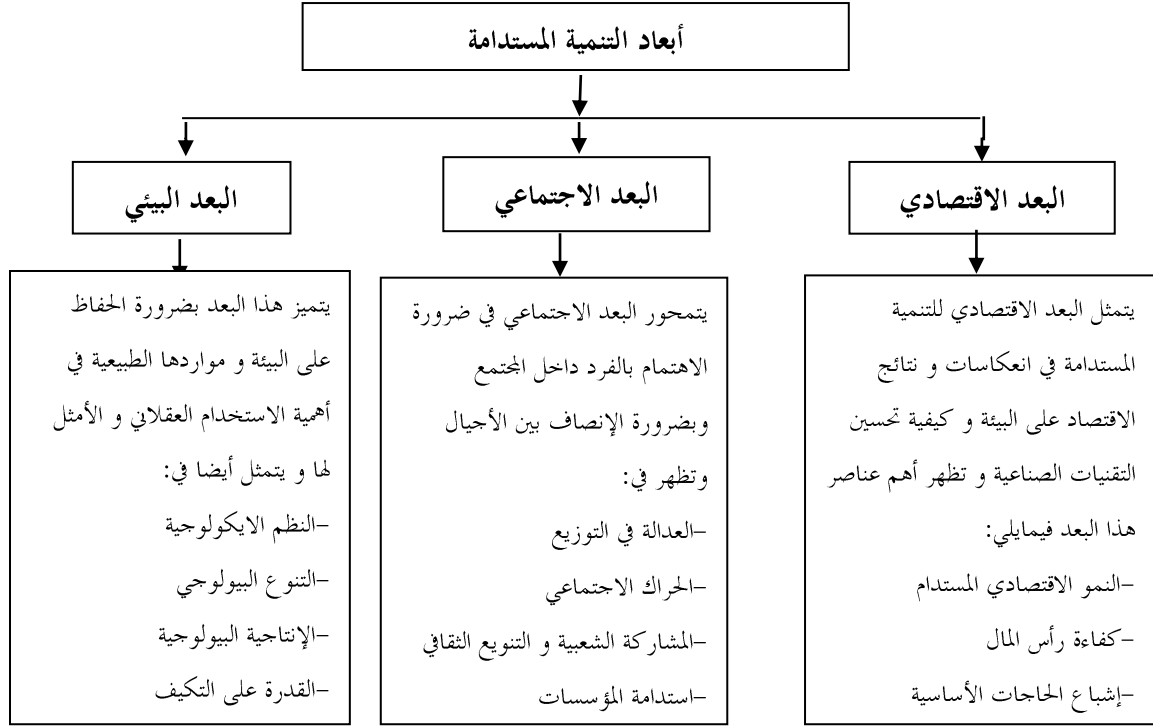 أبعاد التنمية المستدامة
البعد الاقتصادي
البعد الاجتماعي
البعد البيئي
يتمثل البعد الاقتصادي للتنمية
المستدامة في انعكاسات و نتائج
الاقتصاد على البيئة و كيفية تحسين
التقنيات الصناعية و تظهر أهم عناصر
هذا البعد فيمايلي:
-النمو الاقتصادي المستدام
-كفاءة رأس المال
-إشباع الحاجات الأساسية
يتمحور البعد الاجتماعي في ضرورة
الاهتمام بالفرد داخل المجتمع
وبضرورة الإنصاف بين الأجيال
وتظهر في:
-العدالة في التوزيع
-الحراك الاجتماعي
-المشاركة الشعبية و التنويع الثقافي
-استدامة المؤسسات
يتميز هذا البعد بضرورة الحفاظ
على البيئة و مواردها الطبيعية في
أهمية الاستخدام العقلاني و الأمثل
لها و يتمثل أيضا في:
-النظم الايكولوجية
-التنوع البيولوجي
-الإنتاجية البيولوجية
-القدرة على التكيف